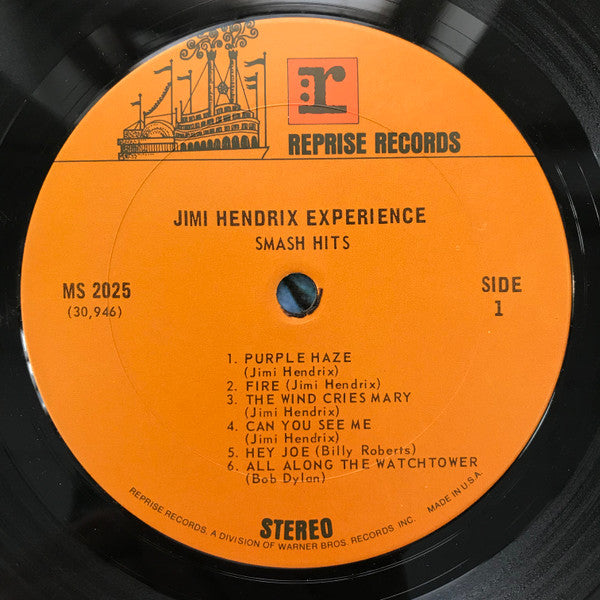 r
REPRISE RECORDS
JIMI HENDRIX EXPERIENCE
SMASH HITS
MS 2025
(30,946)
SIDE
1
1. PURPLE HAZE
(Jimi Hendrix)
2. FIRE (Jimi Hendrix)
3. THE WIND CRIES MARY
(Jimi Hendrix)
4. CAN YOU SEE ME
(Jimi Hendrix)
5. HEY JOE (Billy Roberts)
6. ALL ALONG THE WATCHTOWER
(Bob Dylan)
STEREO
REPRISE RECORDS, A DIVISION OF WARNER BROS. RECORDS, INC. MADE IN U.S.A.